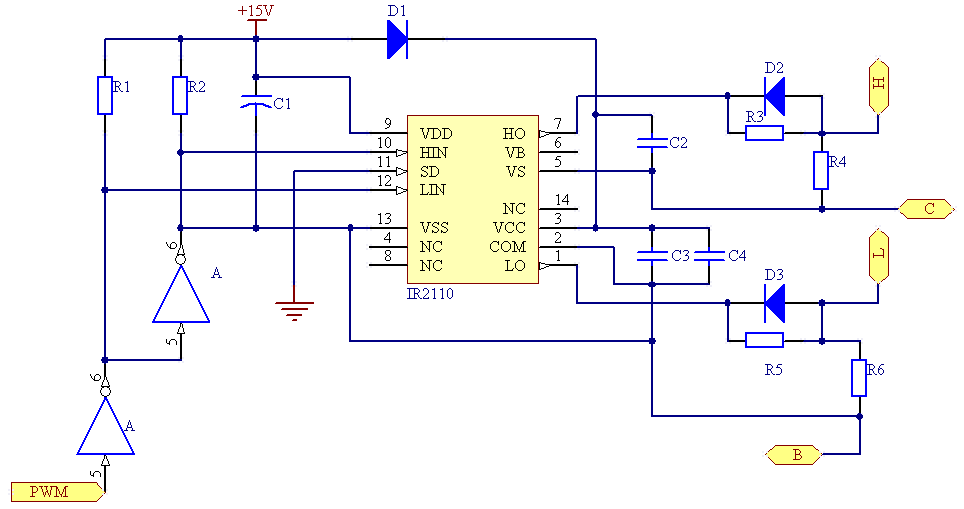 +15V
D1
R1
R2
C1
D2
H
R3
R4
C2
C
9
10
11
12
13
4
8
VDD
HIN
SD
LIN
VSS
NC
NC
HO
VB
VS
NC
VCC
COM
LO
7
6
5
14
3
2
1
IR2110
C3
C4
L
D3
R5
R6
B
6
A
5
6
A
5
PWM